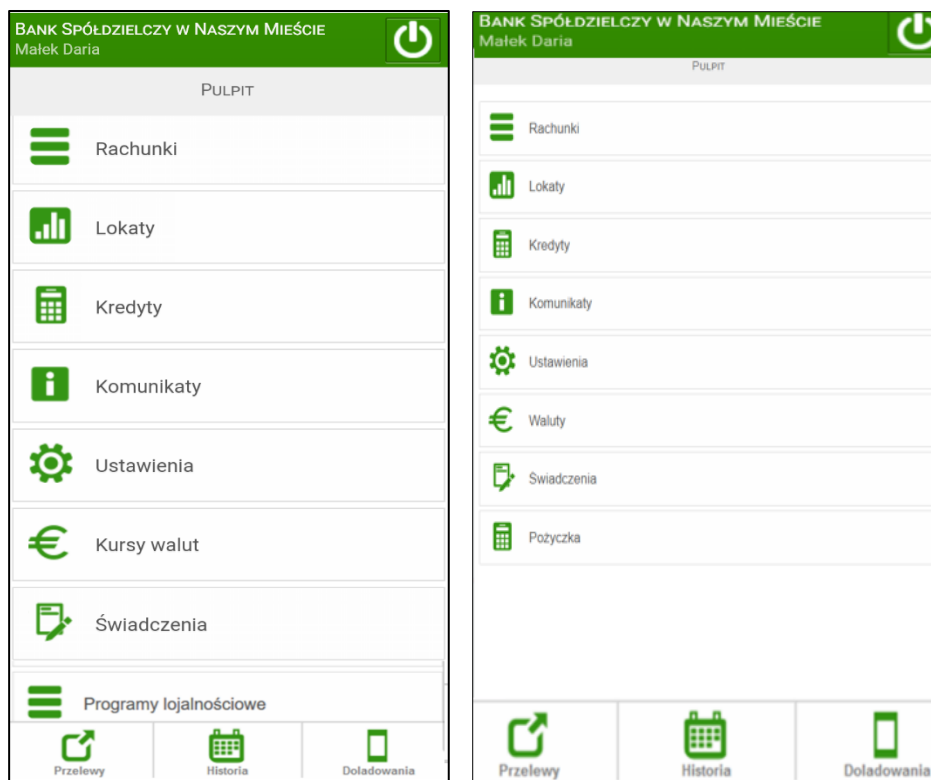 BANK SPÓŁDZIELCZY W NASZYM MIEŚCIE
Małek Daria
PULPIT
Rachunki
Lokaty
Kredyty
Komunikaty
Ustawienia
Kursy walut
Świadczenia
Programy lojalnościowe
Przelewy Historia Doładowania
BANK SPÓŁDZIELCZY W NASZYM MIEŚCIE
Małek Daria
PULPIT
Rachunki
Lokaty
Kredyty
Komunikaty
Ustawienia
Waluty
Świadczenia
Pożyczka
Przelewy Historia Doładowania